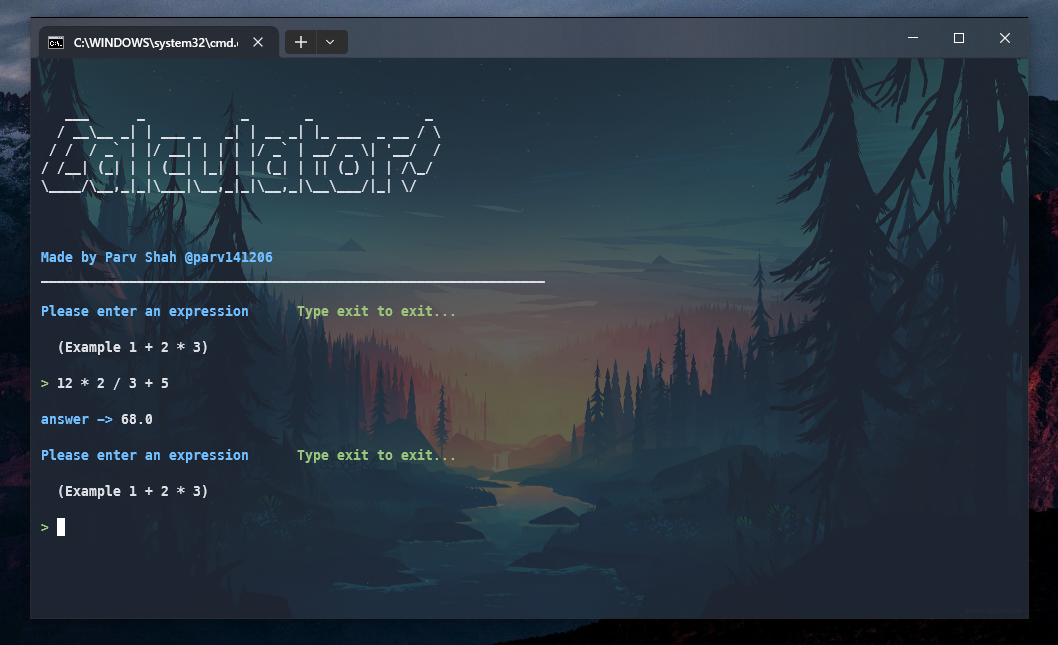 C:\WINDOWS\system32\cmd.
Calculator
Made by Parv Shah @parv141206
Please enter an expression Type exit to exit...
(Example 1 + 2 * 3)
> 12 * 2 / 3 + 5
answer -> 68.0
Please enter an expression Type exit to exit...
(Example 1 + 2 * 3)
>